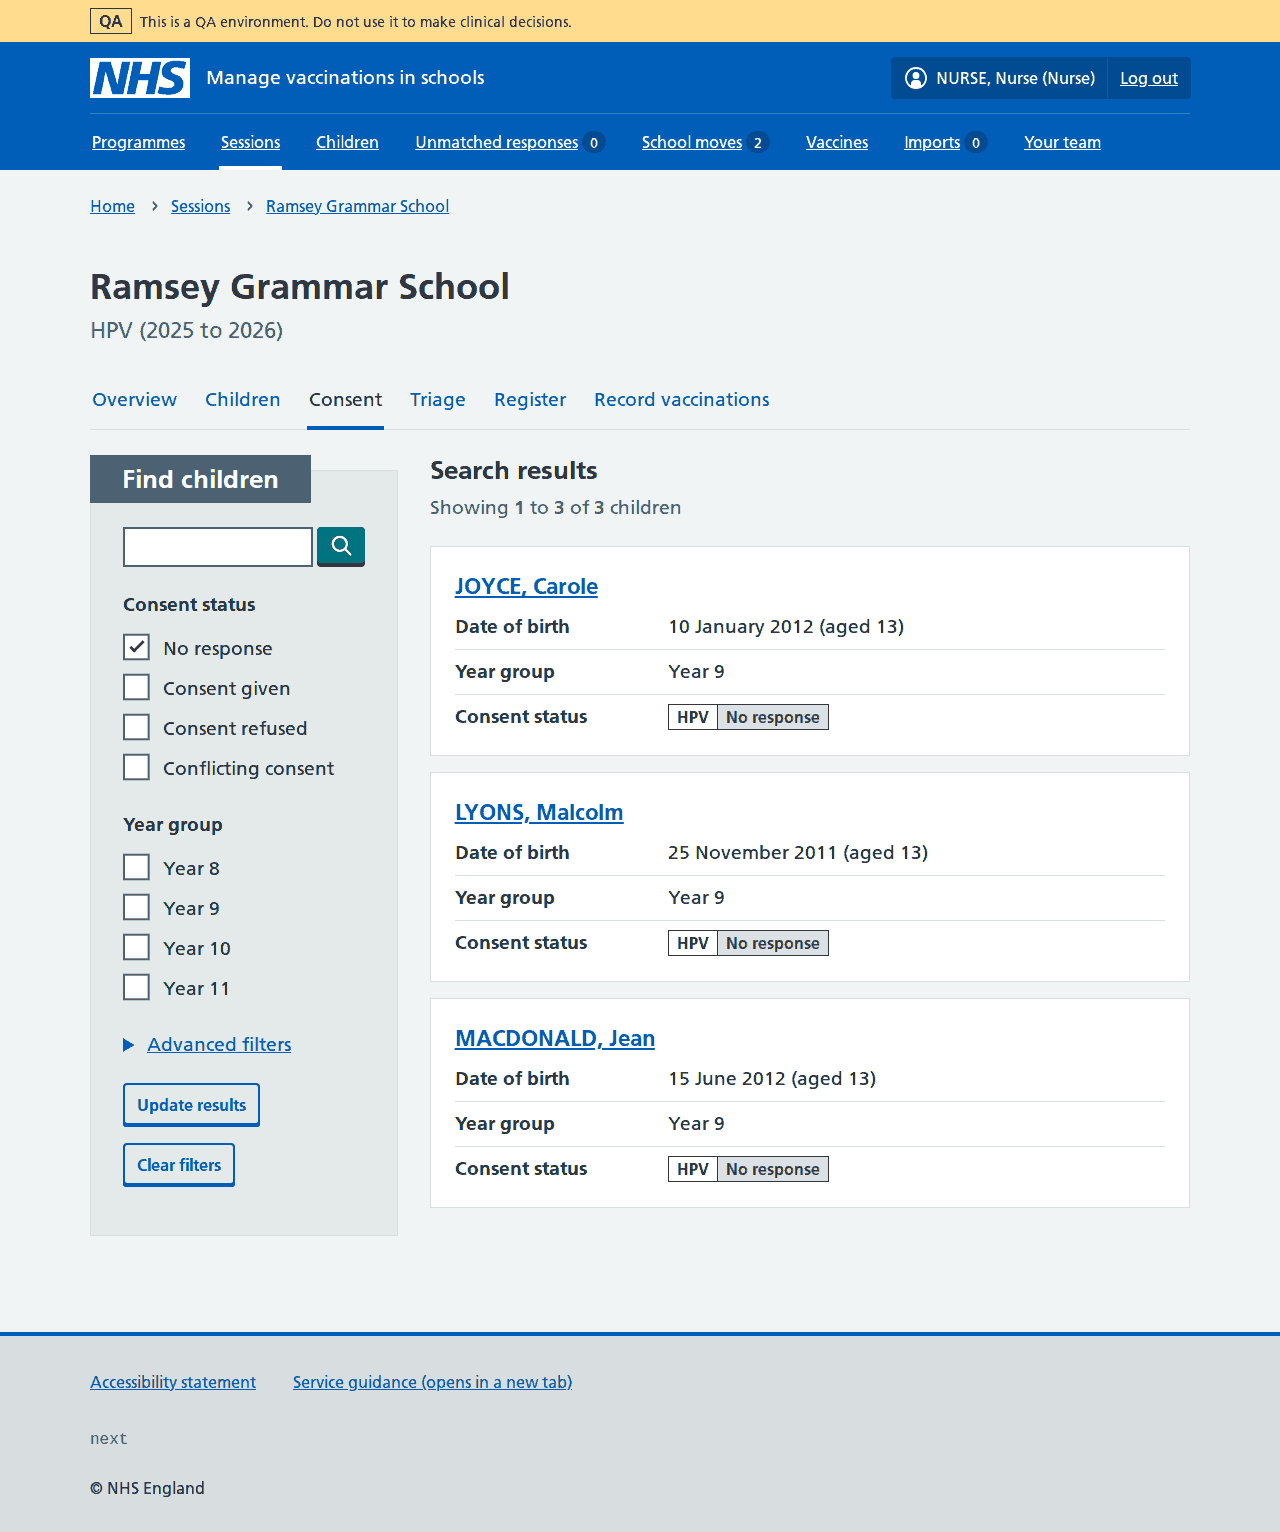 QA This is a QA environment. Do not use it to make clinical decisions.
NHS Manage vaccinations in schools NURSE, Nurse (Nurse) Log out
Programmes Sessions Children Unmatched responses 0 School moves 2 Vaccines Imports 0 Your team
Home Sessions Ramsey Grammar School
Ramsey Grammar School
HPV (2025 to 2026)
Overview Children Consent Triage Register Record vaccinations
Find children
Consent status
No response
Consent given
Consent refused
Conflicting consent
Year group
Year 8
Year 9
Year 10
Year 11
Advanced filters
Update results
Clear filters
Search results
Showing 1 to 3 of 3 children
JOYCE, Carole
Date of birth 10 January 2012 (aged 13)
Year group Year 9
Consent status HPV No response
LYONS, Malcolm
Date of birth 25 November 2011 (aged 13)
Year group Year 9
Consent status HPV No response
MACDONALD, Jean
Date of birth 15 June 2012 (aged 13)
Year group Year 9
Consent status HPV No response
Accessibility statement Service guidance (opens in a new tab)
next
© NHS England